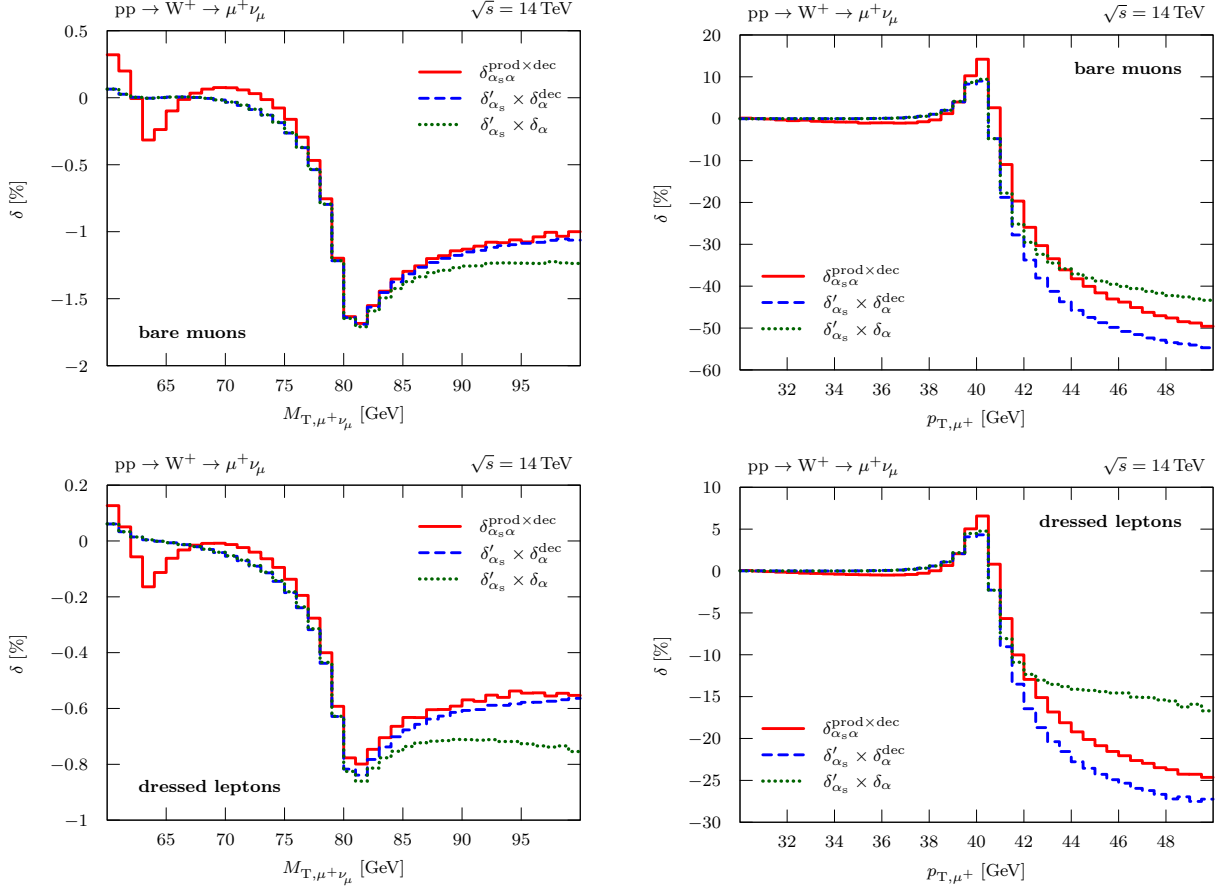 pp → W⁺ → μ⁺ν_μ √s = 14 TeV
0.5
0
−0.5
−1
−1.5
−2
δ [%]
δ^{prod×dec}_{α_sα}
δ′_{α_s} × δ^{dec}_α
δ′_{α_s} × δ_α
bare muons
65 70 75 80 85 90 95
M_{T,μ⁺ν_μ} [GeV]
pp → W⁺ → μ⁺ν_μ √s = 14 TeV
20
10
0
−10
−20
−30
−40
−50
−60
δ [%]
bare muons
δ^{prod×dec}_{α_sα}
δ′_{α_s} × δ^{dec}_α
δ′_{α_s} × δ_α
32 34 36 38 40 42 44 46 48
p_{T,μ⁺} [GeV]
pp → W⁺ → μ⁺ν_μ √s = 14 TeV
0.2
0
−0.2
−0.4
−0.6
−0.8
−1
δ [%]
δ^{prod×dec}_{α_sα}
δ′_{α_s} × δ^{dec}_α
δ′_{α_s} × δ_α
dressed leptons
65 70 75 80 85 90 95
M_{T,μ⁺ν_μ} [GeV]
pp → W⁺ → μ⁺ν_μ √s = 14 TeV
10
5
0
−5
−10
−15
−20
−25
−30
δ [%]
dressed leptons
δ^{prod×dec}_{α_sα}
δ′_{α_s} × δ^{dec}_α
δ′_{α_s} × δ_α
32 34 36 38 40 42 44 46 48
p_{T,μ⁺} [GeV]